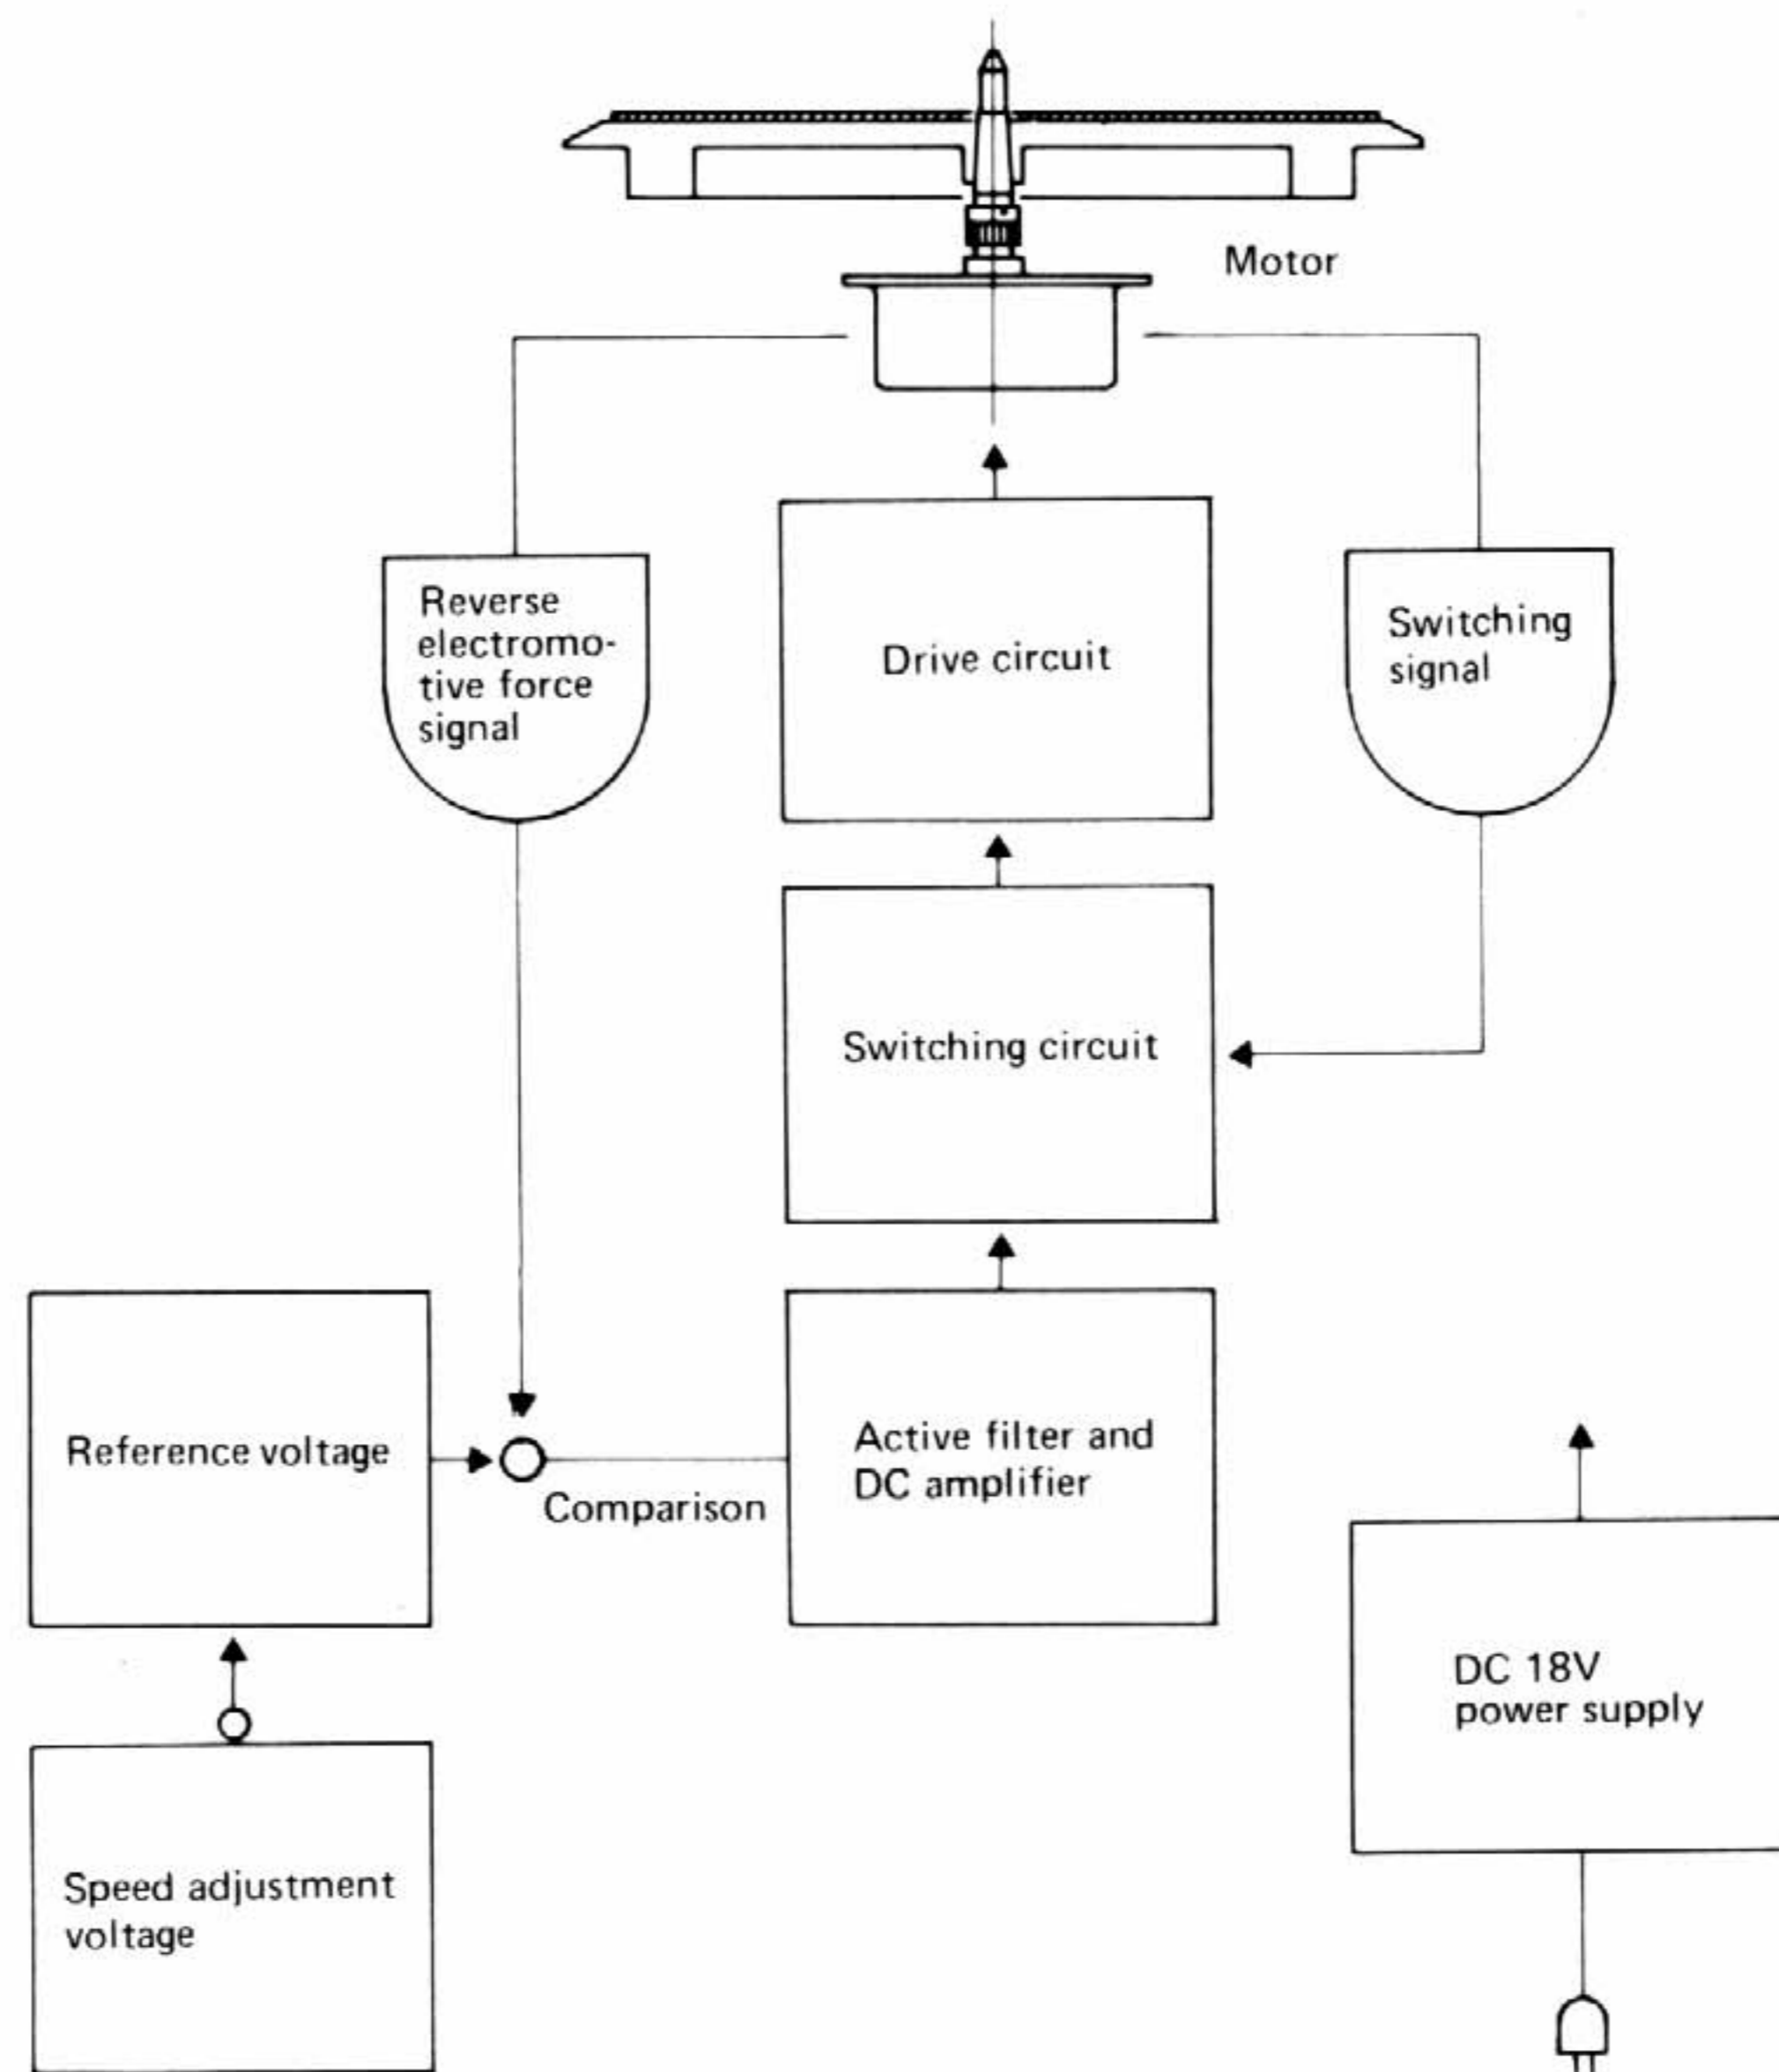 Motor
Reverse
electromo-
tive force
signal
Drive circuit
Switching
signal
Switching circuit
Reference voltage
Comparison
Active filter and
DC amplifier
DC 18V
power supply
Speed adjustment
voltage